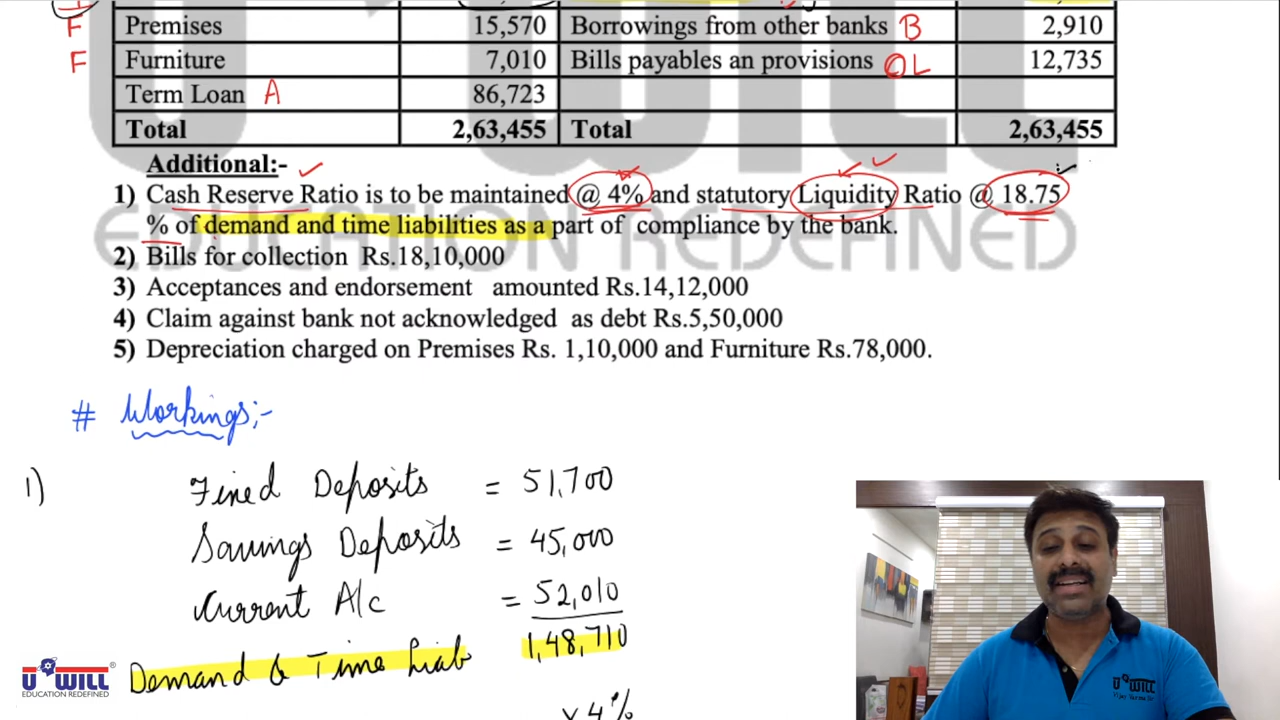 F Premises 15,570 Borrowings from other banks B 2,910
F Furniture 7,010 Bills payables an provisions OL 12,735
Term Loan A 86,723
Total 2,63,455 Total 2,63,455
Additional:-
1) Cash Reserve Ratio is to be maintained @ 4% and statutory Liquidity Ratio @ 18.75
% of demand and time liabilities as a part of compliance by the bank.
2) Bills for collection Rs.18,10,000
3) Acceptances and endorsement amounted Rs.14,12,000
4) Claim against bank not acknowledged as debt Rs.5,50,000
5) Depreciation charged on Premises Rs. 1,10,000 and Furniture Rs.78,000.
EDUCATION REDEFINED
# Workings:-
1) Fixed Deposits = 51,700
Savings Deposits = 45,000
Current A/c = 52,010
1,48,710
Demand & Time Liab
x 4%
U WILL
EDUCATION REDEFINED
U WILL